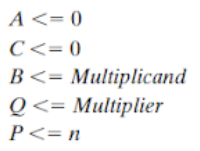 A <= 0
C <= 0
B <= Multiplicand
Q <= Multiplier
P <= n